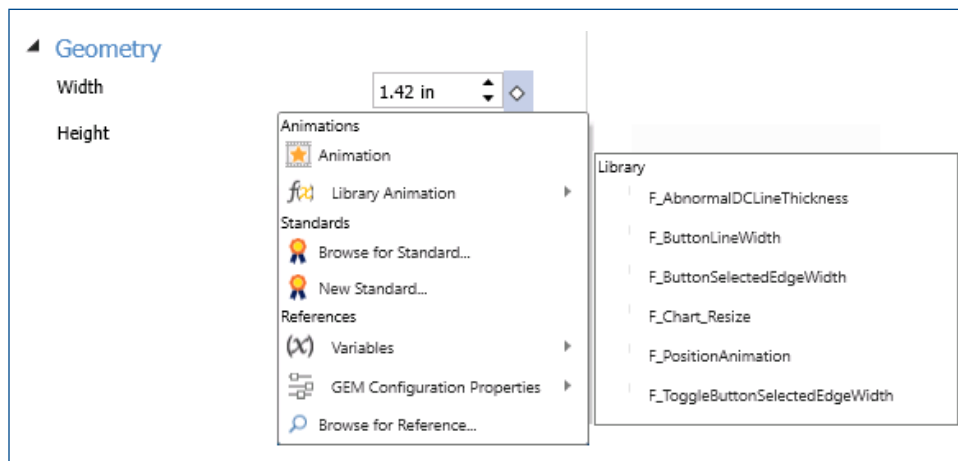 Geometry
Width
1.42 in
Height
Animations
Animation
f(x) Library Animation
Standards
Browse for Standard...
New Standard...
References
(x) Variables
GEM Configuration Properties
Browse for Reference...
Library
F_AbnormalDCLineThickness
F_ButtonLineWidth
F_ButtonSelectedEdgeWidth
F_Chart_Resize
F_PositionAnimation
F_ToggleButtonSelectedEdgeWidth